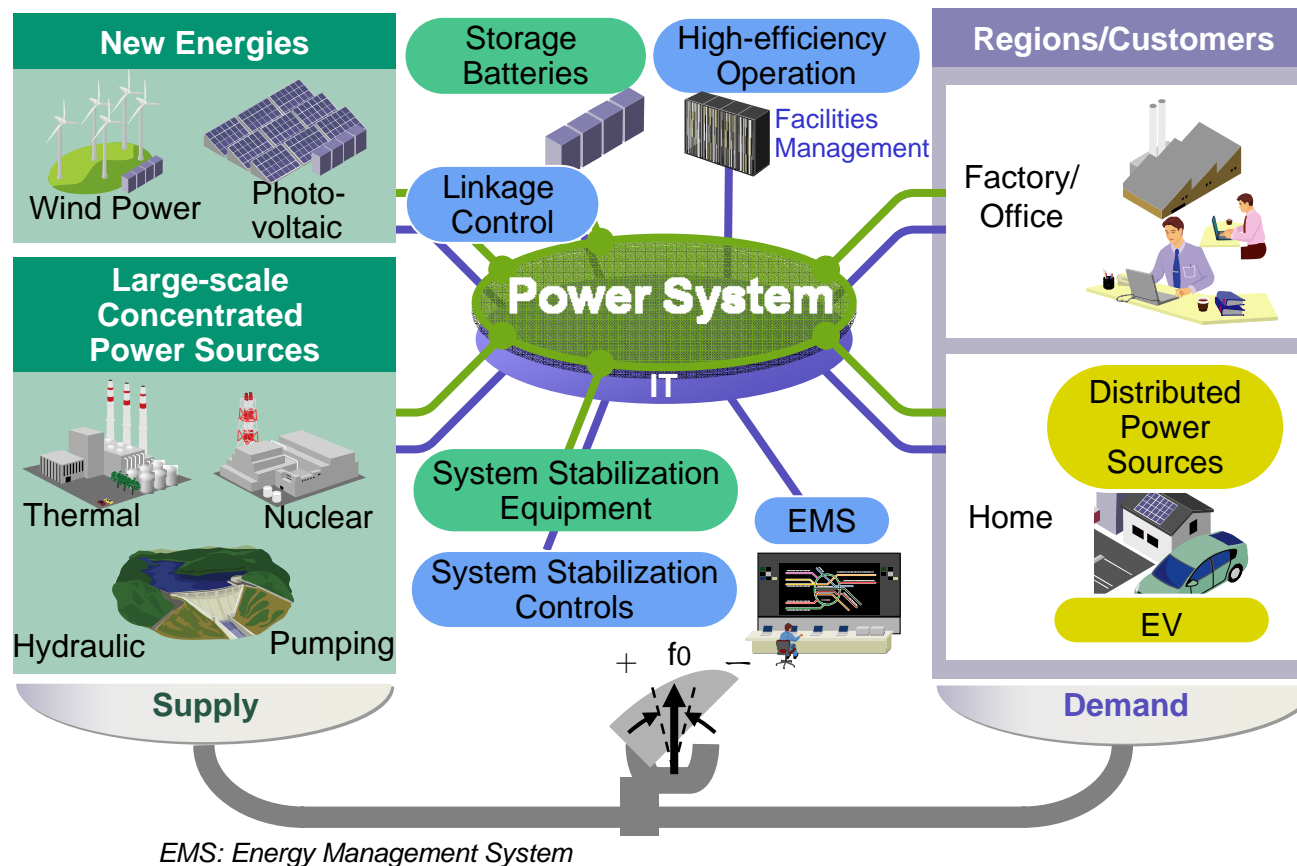 New Energies
Wind Power
Photo-
voltaic
Large-scale
Concentrated
Power Sources
Thermal
Nuclear
Hydraulic
Pumping
Supply
Storage
Batteries
High-efficiency
Operation
Facilities
Management
Linkage
Control
Power System
IT
System Stabilization
Equipment
EMS
System Stabilization
Controls
+ f0 −
Regions/Customers
Factory/
Office
Distributed
Power
Sources
Home
EV
Demand
EMS: Energy Management System